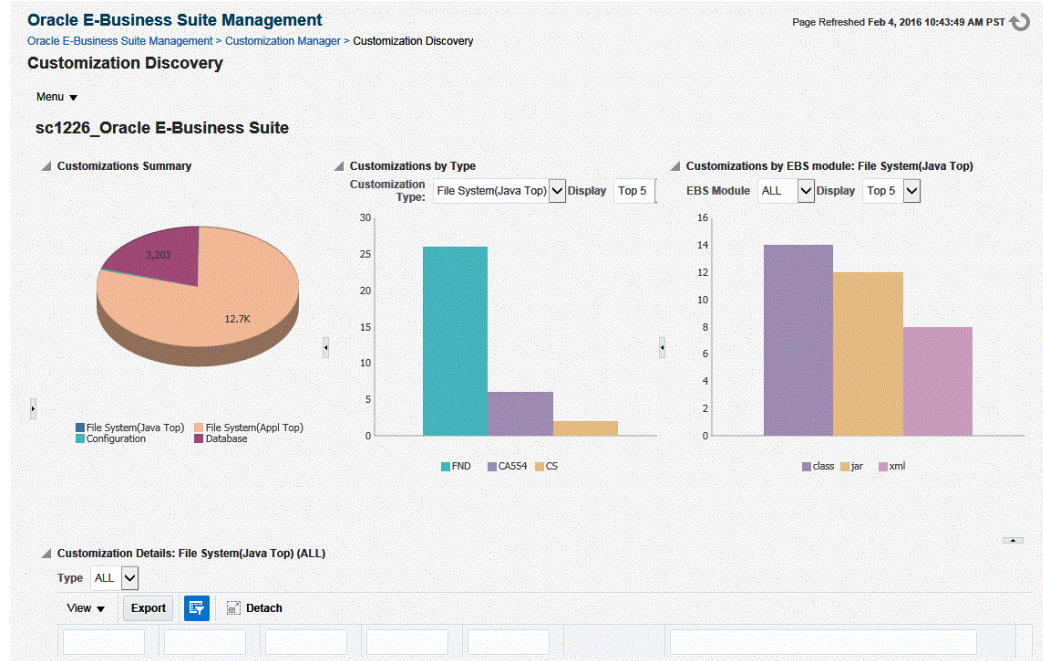 Oracle E-Business Suite Management
Page Refreshed Feb 4, 2016 10:43:49 AM PST
Oracle E-Business Suite Management > Customization Manager > Customization Discovery
Customization Discovery
Menu
sc1226_Oracle E-Business Suite
Customizations Summary
3,203
12.7K
File System(Java Top) File System(Appl Top)
Configuration Database
Customizations by Type
Customization Type: File System(Java Top) Display Top 5
30
25
20
15
10
5
0
FND CA554 CS
Customizations by EBS module: File System(Java Top)
EBS Module ALL Display Top 5
16
14
12
10
8
6
4
2
0
class jar xml
Customization Details: File System(Java Top) (ALL)
Type ALL
View Export Detach